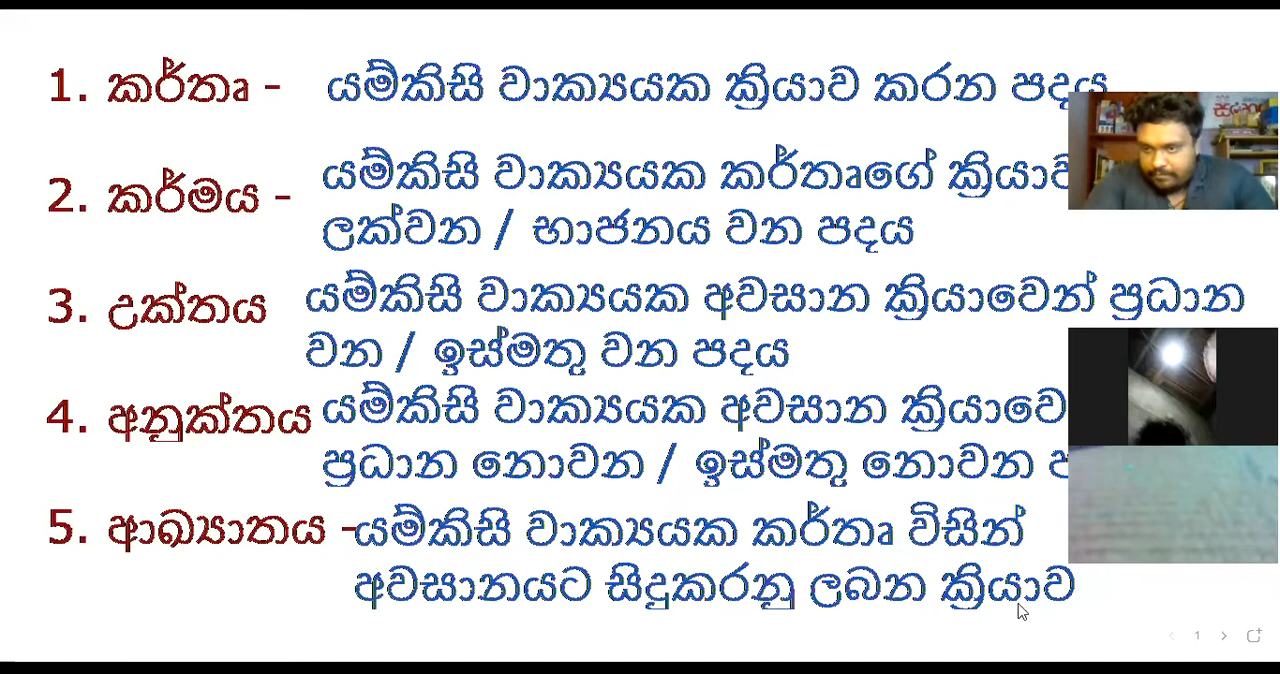 1. කර්තෘ - යම්කිසි වාක්‍යයක ක්‍රියාව කරන පදය
2. කර්මය - යම්කිසි වාක්‍යයක කර්තෘගේ ක්‍රියාව
ලක්වන / භාජනය වන පදය
3. උක්තය යම්කිසි වාක්‍යයක අවසාන ක්‍රියාවෙන් ප්‍රධාන
වන / ඉස්මතු වන පදය
4. අනුක්තය යම්කිසි වාක්‍යයක අවසාන ක්‍රියාවෙ
ප්‍රධාන නොවන / ඉස්මතු නොවන
5. ආඛ්‍යාතය - යම්කිසි වාක්‍යයක කර්තෘ විසින්
අවසානයට සිදුකරනු ලබන ක්‍රියාව
1